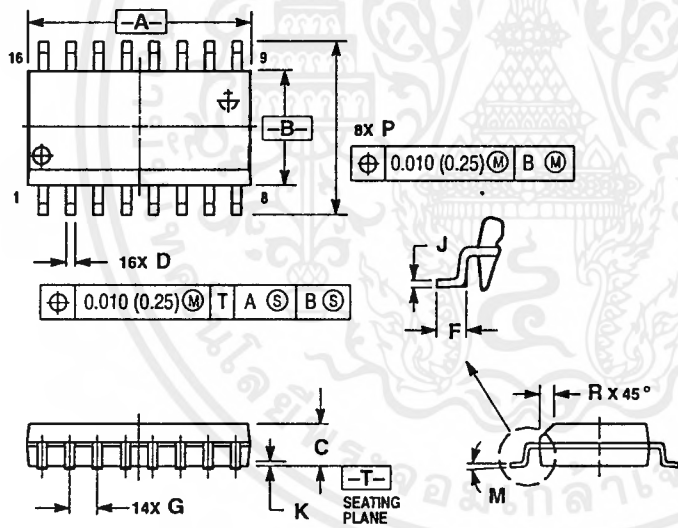 –A–
16 9
–B–
8X P
⌖ 0.010 (0.25) Ⓜ B Ⓜ
1 8
16X D
J
⌖ 0.010 (0.25) Ⓜ T A Ⓢ B Ⓢ
F
R X 45°
C
–T–
M
14X G
K
SEATING
PLANE